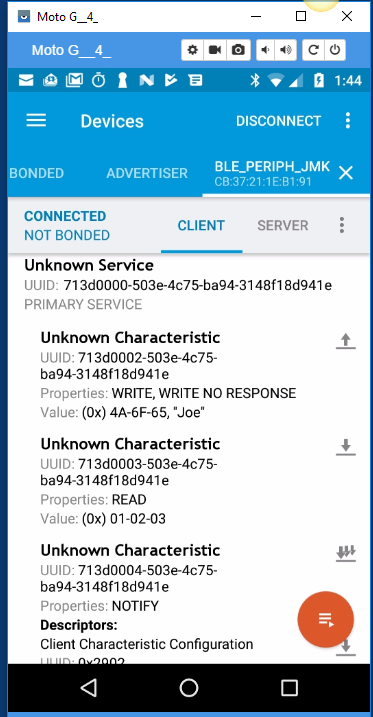 Moto G__4_
Moto G__4_
1:44
Devices
DISCONNECT
BONDED
ADVERTISER
BLE_PERIPH_JMK
CB:37:21:1E:B1:91
CONNECTED
NOT BONDED
CLIENT
SERVER
Unknown Service
UUID: 713d0000-503e-4c75-ba94-3148f18d941e
PRIMARY SERVICE
Unknown Characteristic
UUID: 713d0002-503e-4c75-
ba94-3148f18d941e
Properties: WRITE, WRITE NO RESPONSE
Value: (0x) 4A-6F-65, "Joe"
Unknown Characteristic
UUID: 713d0003-503e-4c75-
ba94-3148f18d941e
Properties: READ
Value: (0x) 01-02-03
Unknown Characteristic
UUID: 713d0004-503e-4c75-
ba94-3148f18d941e
Properties: NOTIFY
Descriptors:
Client Characteristic Configuration
UUID: 0x2902